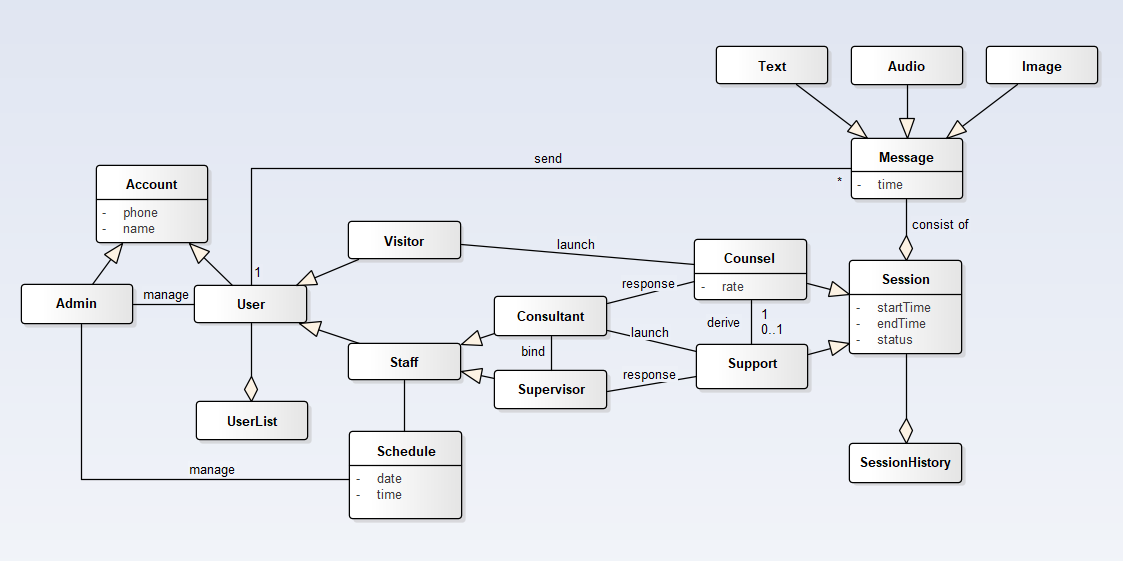 Text
Audio
Image
Message
- time
send
*
1
consist of
Account
- phone
- name
Visitor
launch
Counsel
- rate
Session
- startTime
- endTime
- status
Admin
manage
User
Consultant
response
launch
derive
1
0..1
bind
Staff
Supervisor
response
Support
UserList
Schedule
- date
- time
manage
SessionHistory